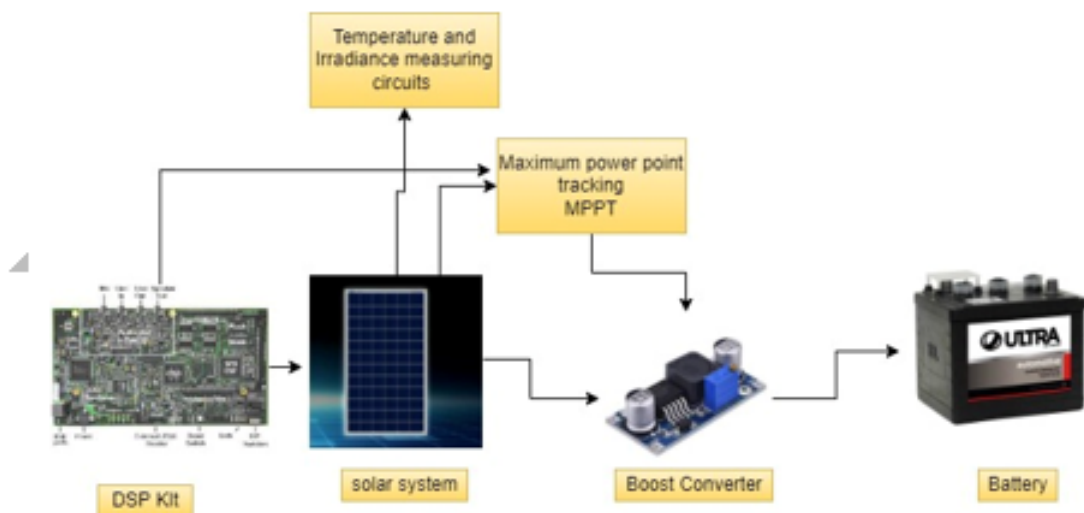 Temperature and
Irradiance measuring
circuits
Maximum power point
tracking
MPPT
ULTRA
DSP KIt
solar system
Boost Converter
Battery